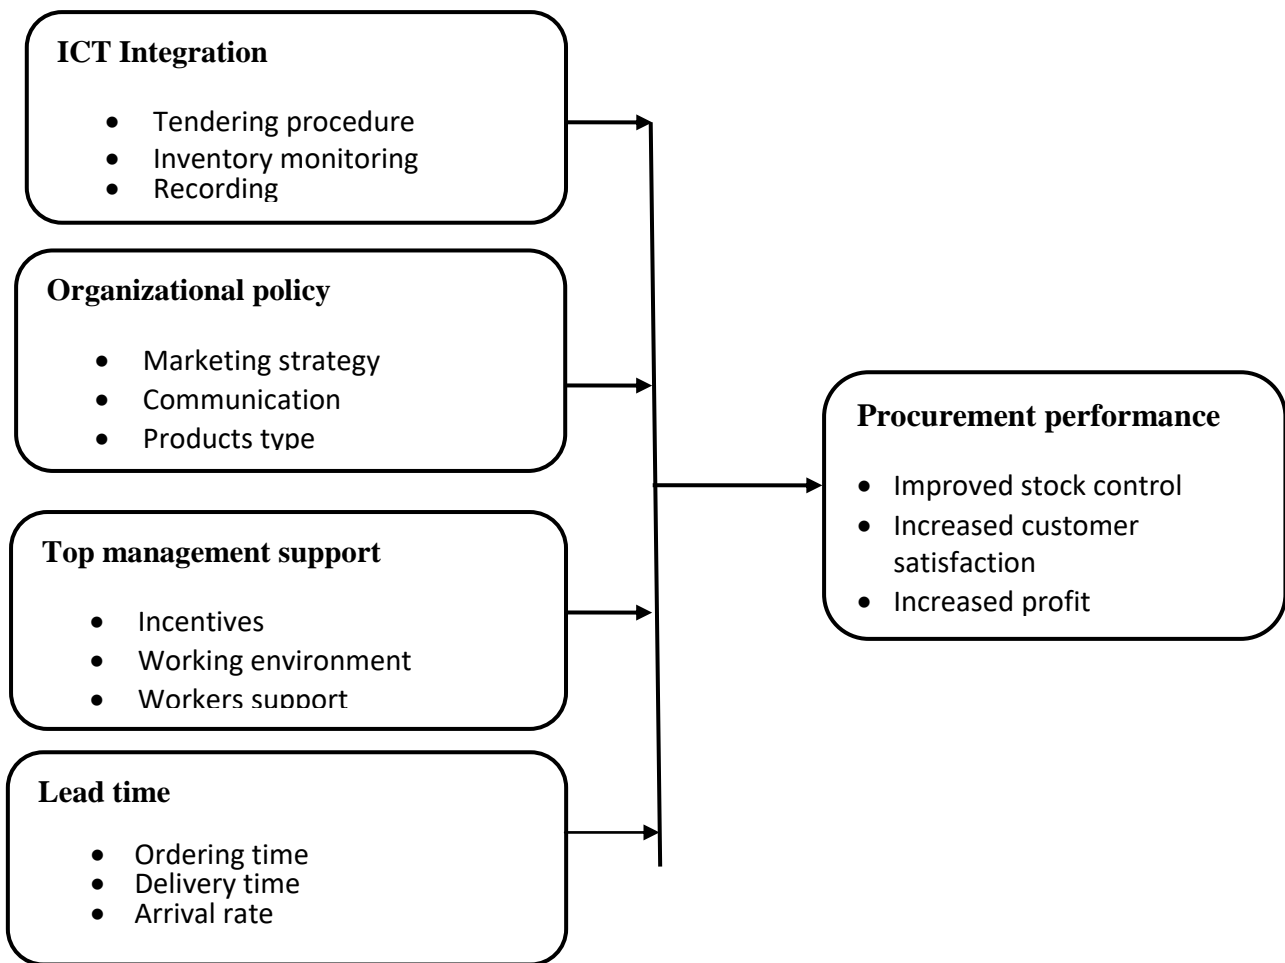 ICT Integration
• Tendering procedure
• Inventory monitoring
• Recording
Organizational policy
• Marketing strategy
• Communication
• Products type
Top management support
• Incentives
• Working environment
• Workers support
Lead time
• Ordering time
• Delivery time
• Arrival rate
Procurement performance
• Improved stock control
• Increased customer
satisfaction
• Increased profit